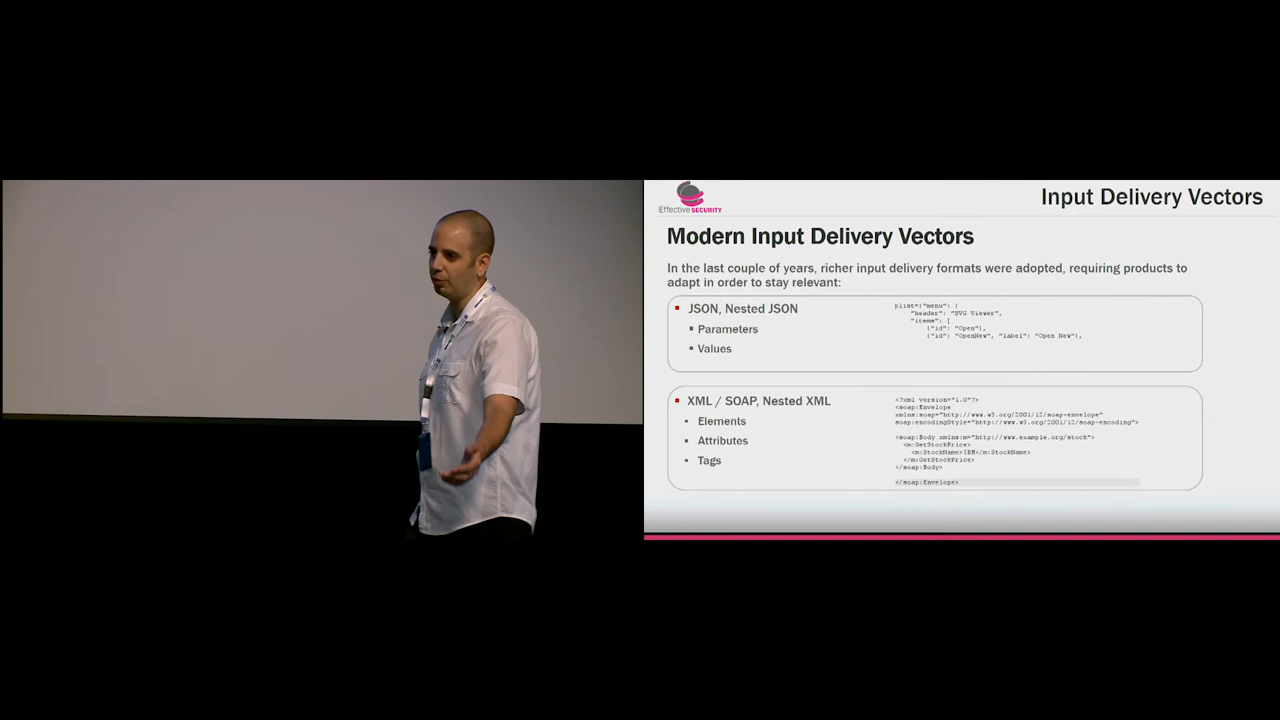 Effective SECURITY
Input Delivery Vectors
Modern Input Delivery Vectors
In the last couple of years, richer input delivery formats were adopted, requiring products to
adapt in order to stay relevant:
JSON, Nested JSON
Parameters
Values
plist={"menu": {
"header": "SVG Viewer",
"items": [
{"id": "Open"},
{"id": "OpenNew", "label": "Open New"},
XML / SOAP, Nested XML
Elements
Attributes
Tags
<?xml version="1.0"?>
<soap:Envelope
xmlns:soap="http://www.w3.org/2001/12/soap-envelope"
soap:encodingStyle="http://www.w3.org/2001/12/soap-encoding">
<soap:Body xmlns:m="http://www.example.org/stock">
<m:GetStockPrice>
<m:StockName>IBM</m:StockName>
</m:GetStockPrice>
</soap:Body>
</soap:Envelope>